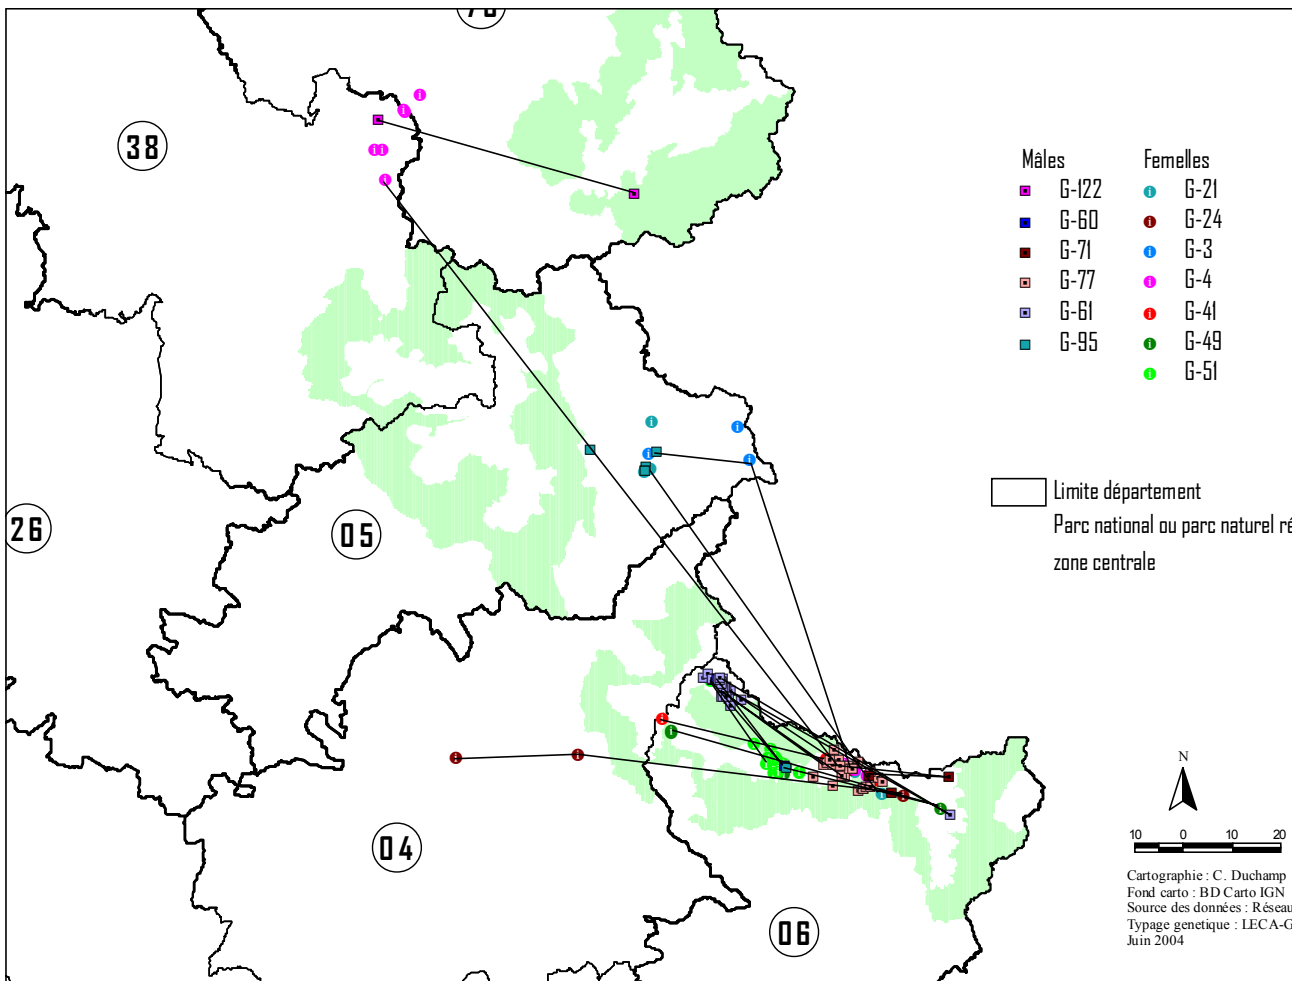 38
26
05
04
06
Mâles
G-122
G-60
G-71
G-77
G-61
G-95
Femelles
G-21
G-24
G-3
G-4
G-41
G-49
G-51
Limite département
Parc national ou parc naturel ré
zone centrale
N
10 0 10 20
Cartographie : C. Duchamp
Fond carto : BD Carto IGN
Source des données : Réseau
Typage genetique : LECA-G
Juin 2004